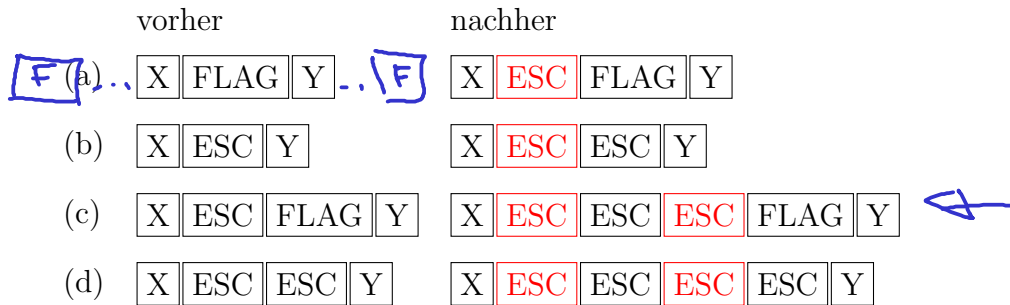 vorher nachher
F (a) ... X FLAG Y ... F X ESC FLAG Y
(b) X ESC Y X ESC ESC Y
(c) X ESC FLAG Y X ESC ESC ESC FLAG Y
(d) X ESC ESC Y X ESC ESC ESC ESC Y